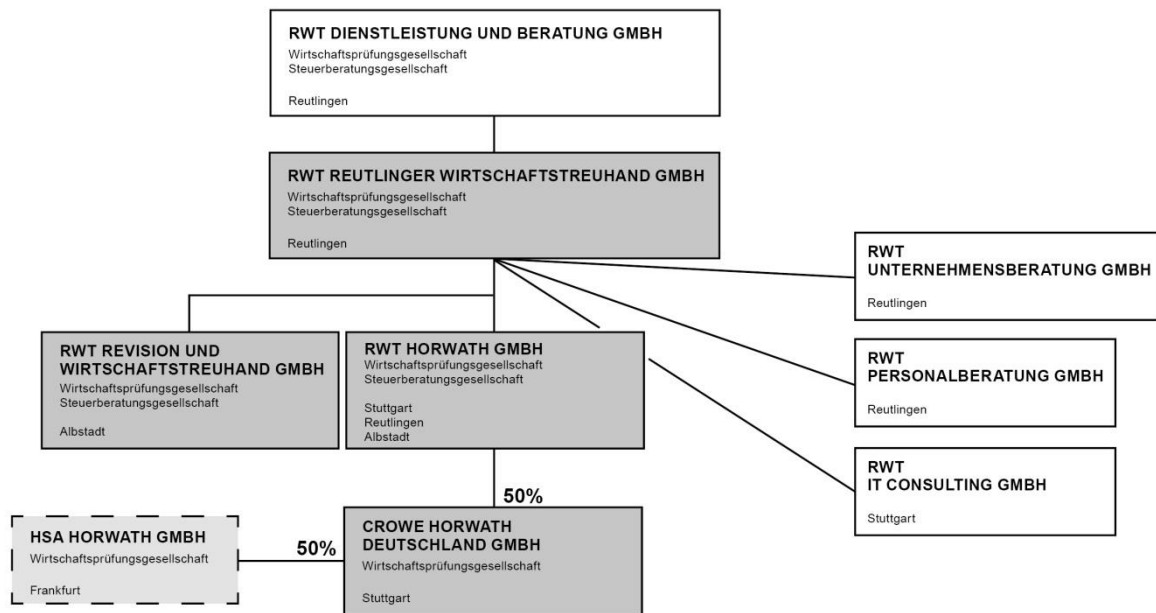 RWT DIENSTLEISTUNG UND BERATUNG GMBH
Wirtschaftsprüfungsgesellschaft
Steuerberatungsgesellschaft
Reutlingen
RWT REUTLINGER WIRTSCHAFTSTREUHAND GMBH
Wirtschaftsprüfungsgesellschaft
Steuerberatungsgesellschaft
Reutlingen
RWT
UNTERNEHMENSBERATUNG GMBH
Reutlingen
RWT REVISION UND
WIRTSCHAFTSTREUHAND GMBH
Wirtschaftsprüfungsgesellschaft
Steuerberatungsgesellschaft
Albstadt
RWT HORWATH GMBH
Wirtschaftsprüfungsgesellschaft
Steuerberatungsgesellschaft
Stuttgart
Reutlingen
Albstadt
RWT
PERSONALBERATUNG GMBH
Reutlingen
RWT
IT CONSULTING GMBH
Stuttgart
50%
HSA HORWATH GMBH
Wirtschaftsprüfungsgesellschaft
Frankfurt
50%
CROWE HORWATH
DEUTSCHLAND GMBH
Wirtschaftsprüfungsgesellschaft
Stuttgart